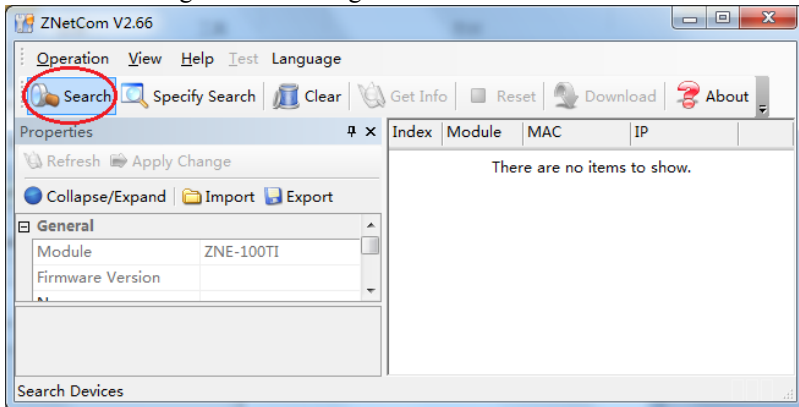 ZNetCom V2.66
Operation View Help Test Language
Search Specify Search Clear Get Info Reset Download About
Properties
Index Module MAC IP
Refresh Apply Change
There are no items to show.
Collapse/Expand Import Export
General
Module ZNE-100TI
Firmware Version
Search Devices